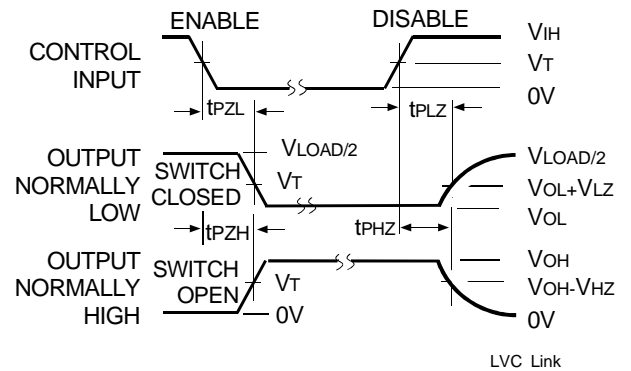 ENABLE
DISABLE
CONTROL
INPUT
VIH
VT
0V
tPZL
tPLZ
OUTPUT
NORMALLY
LOW
SWITCH
CLOSED
VLOAD/2
VT
VLOAD/2
VOL+VLZ
VOL
tPZH
tPHZ
OUTPUT
NORMALLY
HIGH
SWITCH
OPEN
VT
0V
VOH
VOH-VHZ
0V
LVC Link